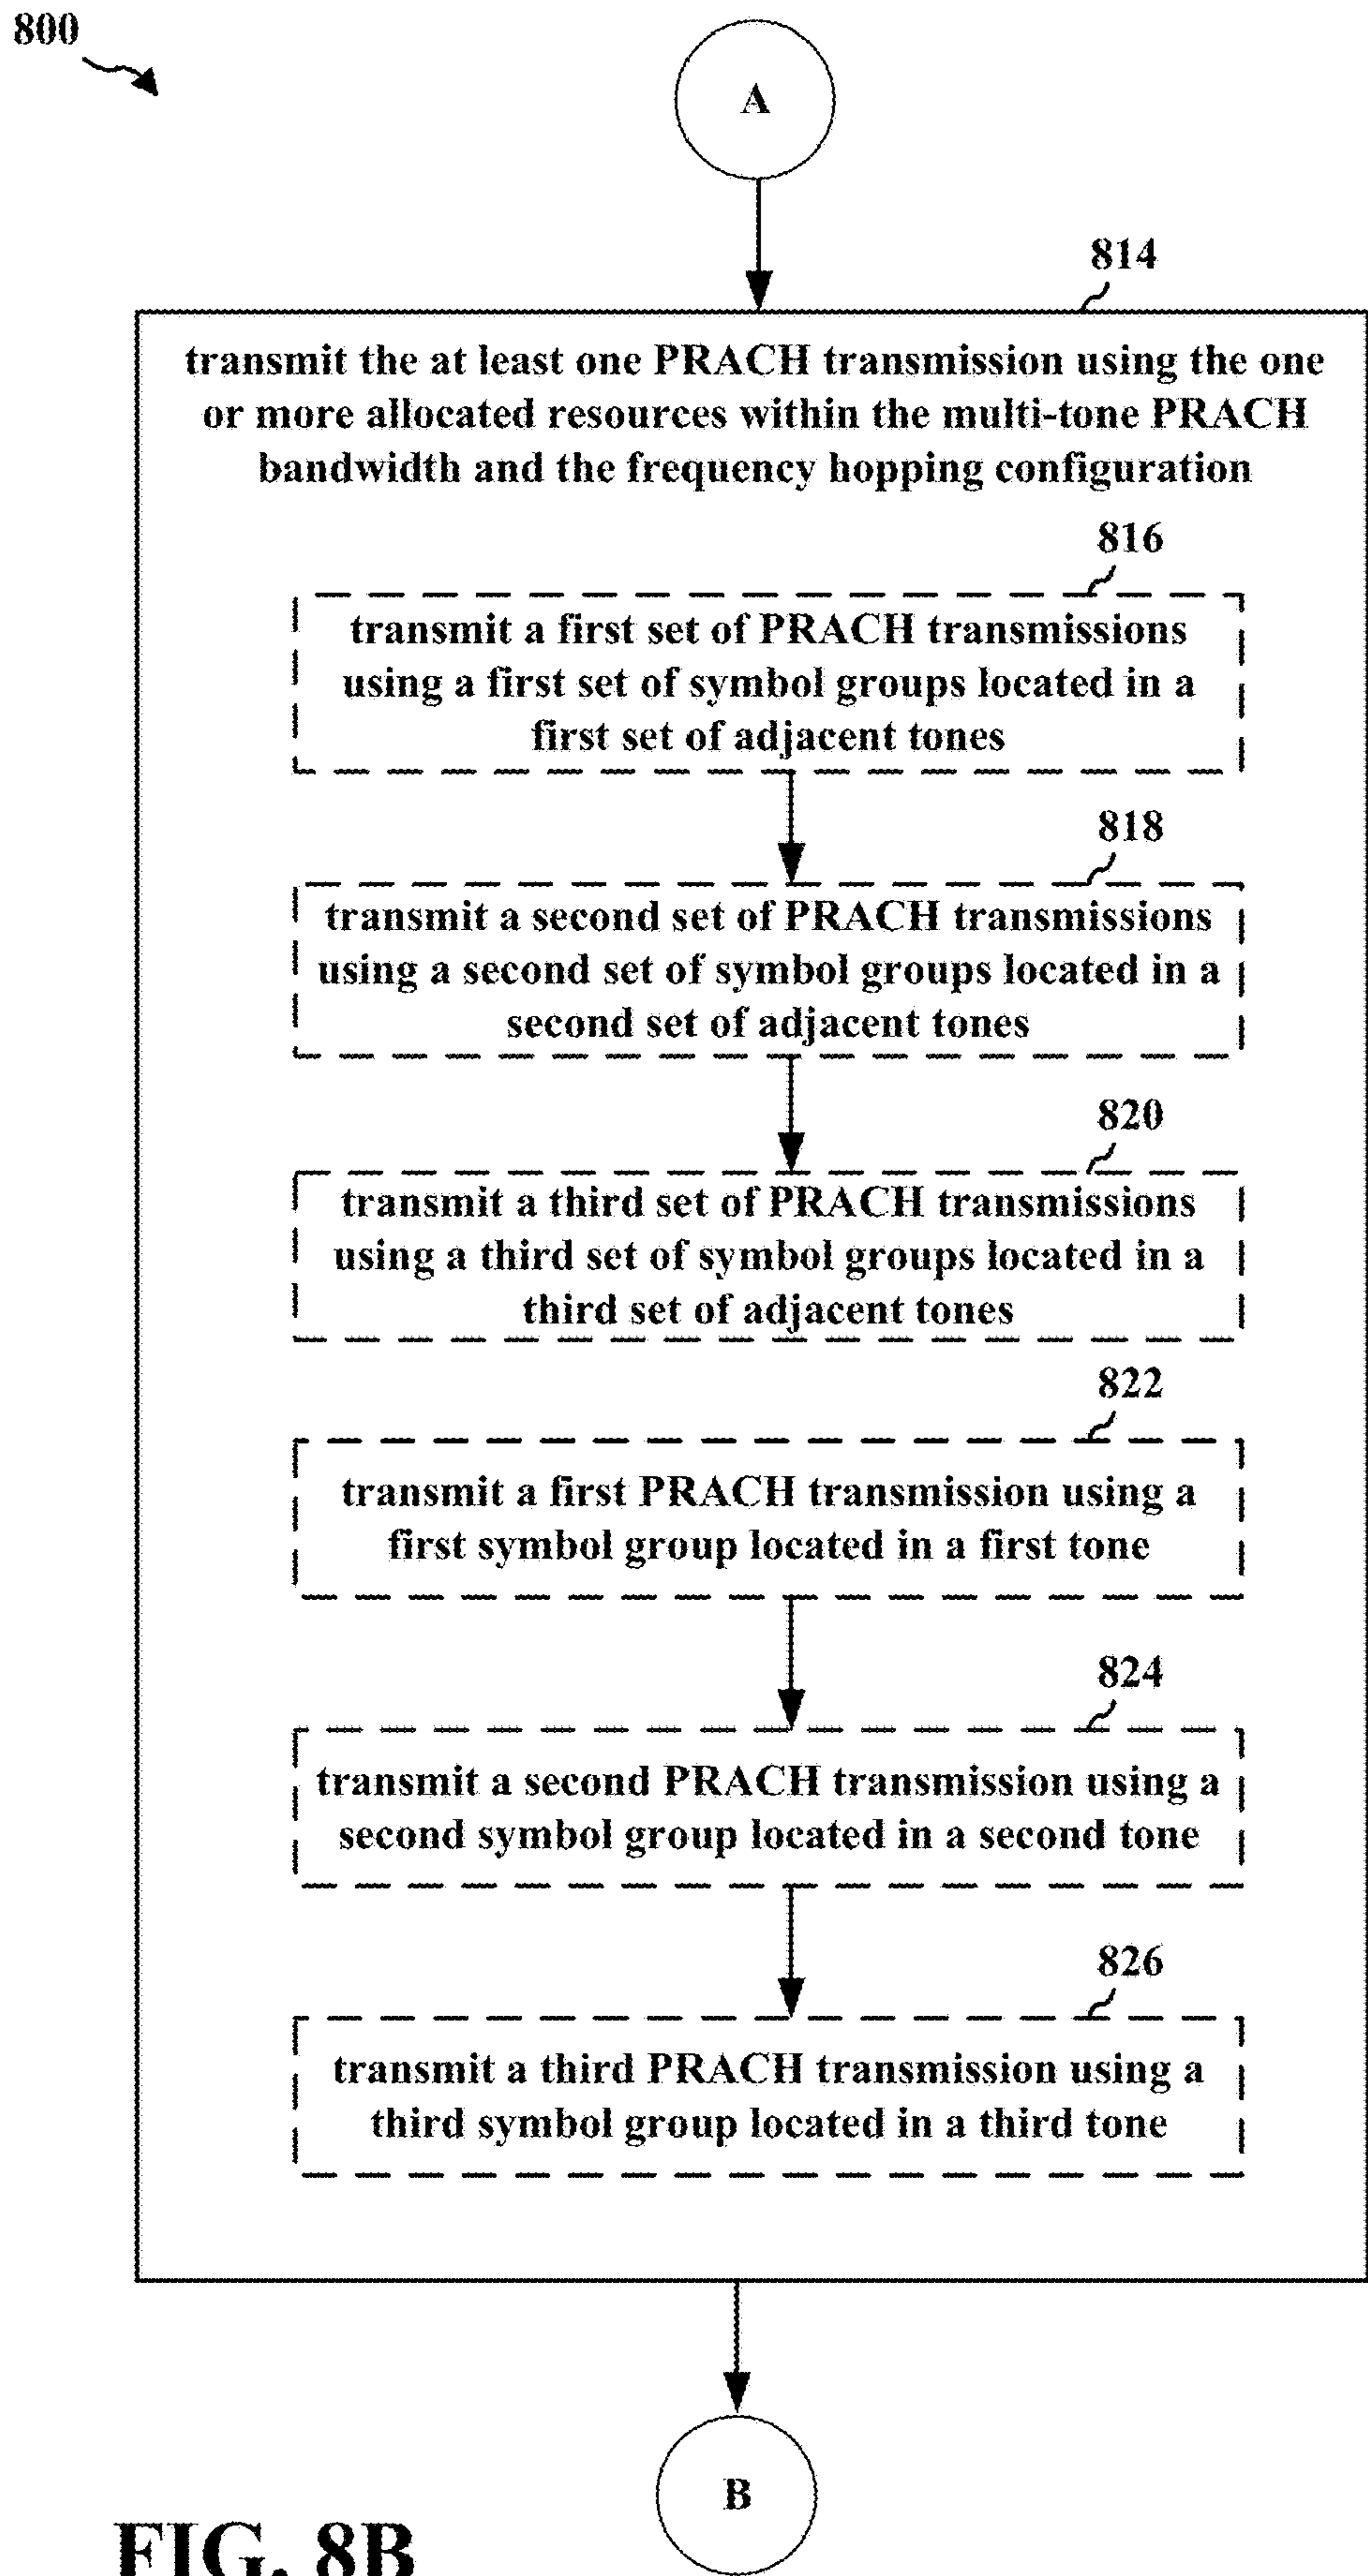 800
A
814
transmit the at least one PRACH transmission using the one
or more allocated resources within the multi-tone PRACH
bandwidth and the frequency hopping configuration
816
transmit a first set of PRACH transmissions
using a first set of symbol groups located in a
first set of adjacent tones
818
transmit a second set of PRACH transmissions
using a second set of symbol groups located in a
second set of adjacent tones
820
transmit a third set of PRACH transmissions
using a third set of symbol groups located in a
third set of adjacent tones
822
transmit a first PRACH transmission using a
first symbol group located in a first tone
824
transmit a second PRACH transmission using a
second symbol group located in a second tone
826
transmit a third PRACH transmission using a
third symbol group located in a third tone
B
FIG. 8B